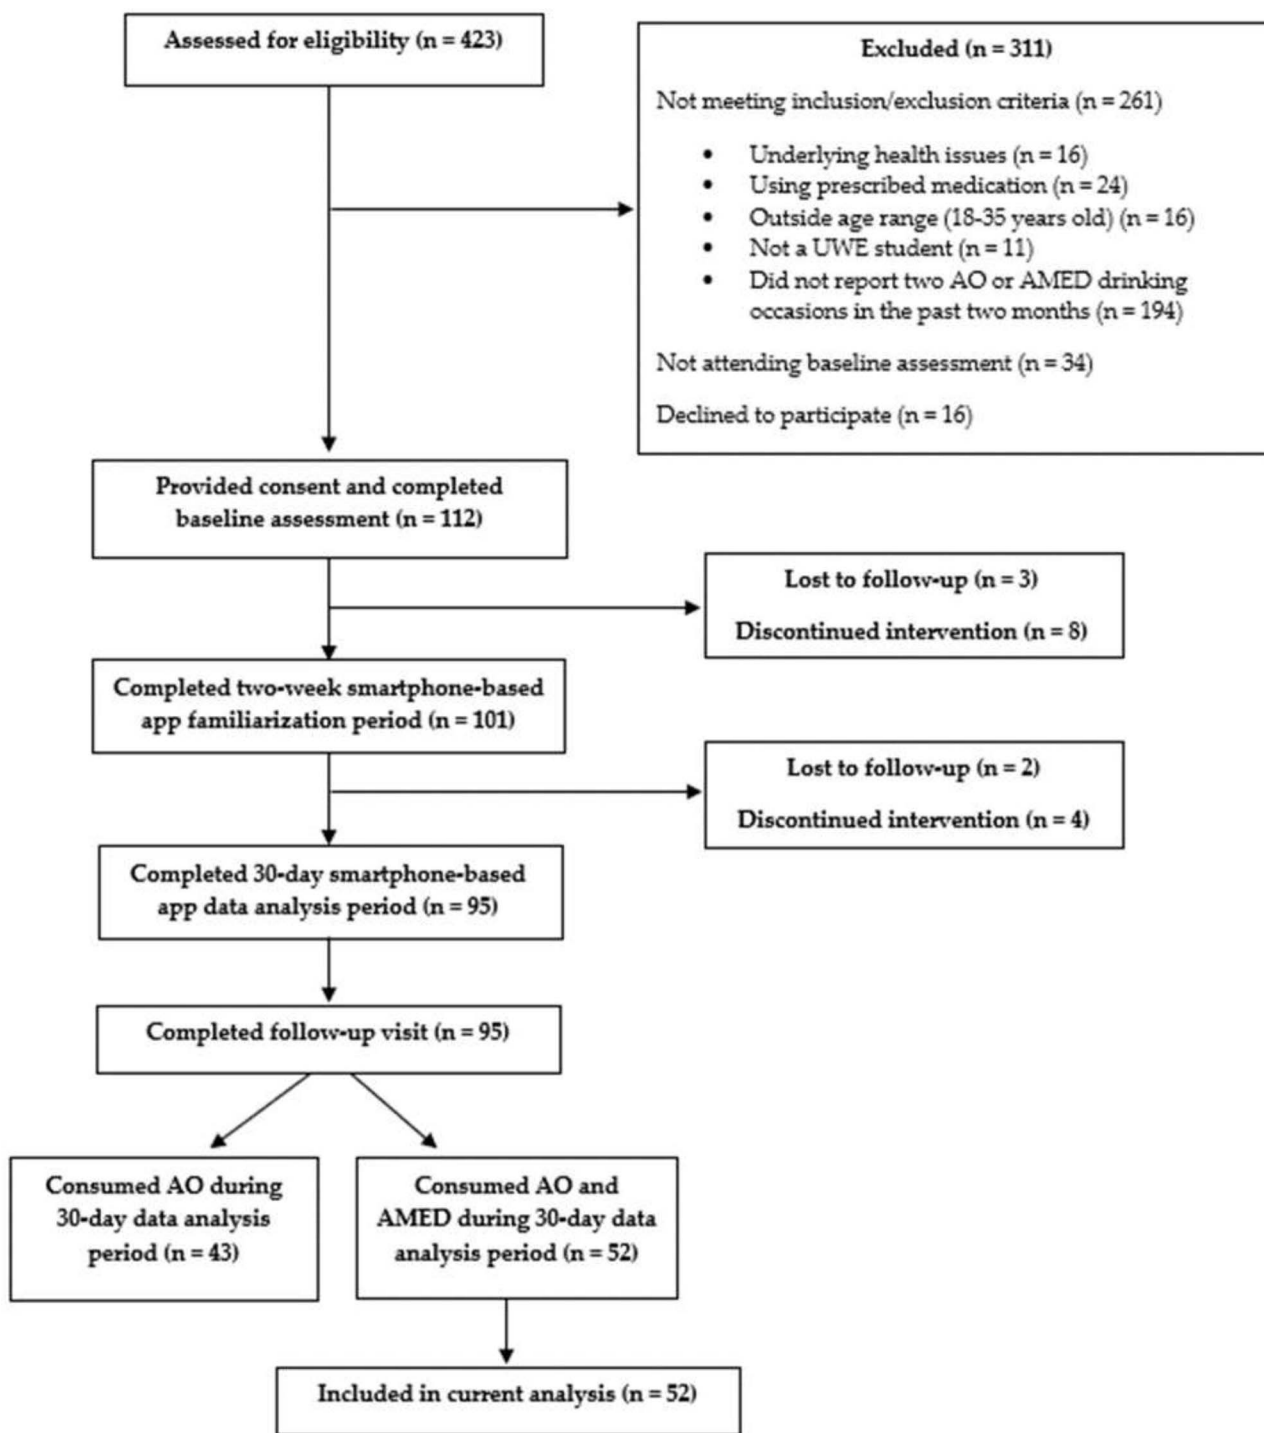 Assessed for eligibility (n = 423)
Excluded (n = 311)
Not meeting inclusion/exclusion criteria (n = 261)
• Underlying health issues (n = 16)
• Using prescribed medication (n = 24)
• Outside age range (18-35 years old) (n = 16)
• Not a UWE student (n = 11)
• Did not report two AO or AMED drinking
occasions in the past two months (n = 194)
Not attending baseline assessment (n = 34)
Declined to participate (n = 16)
Provided consent and completed
baseline assessment (n = 112)
Lost to follow-up (n = 3)
Discontinued intervention (n = 8)
Completed two-week smartphone-based
app familiarization period (n = 101)
Lost to follow-up (n = 2)
Discontinued intervention (n = 4)
Completed 30-day smartphone-based
app data analysis period (n = 95)
Completed follow-up visit (n = 95)
Consumed AO during
30-day data analysis
period (n = 43)
Consumed AO and
AMED during 30-day data
analysis period (n = 52)
Included in current analysis (n = 52)